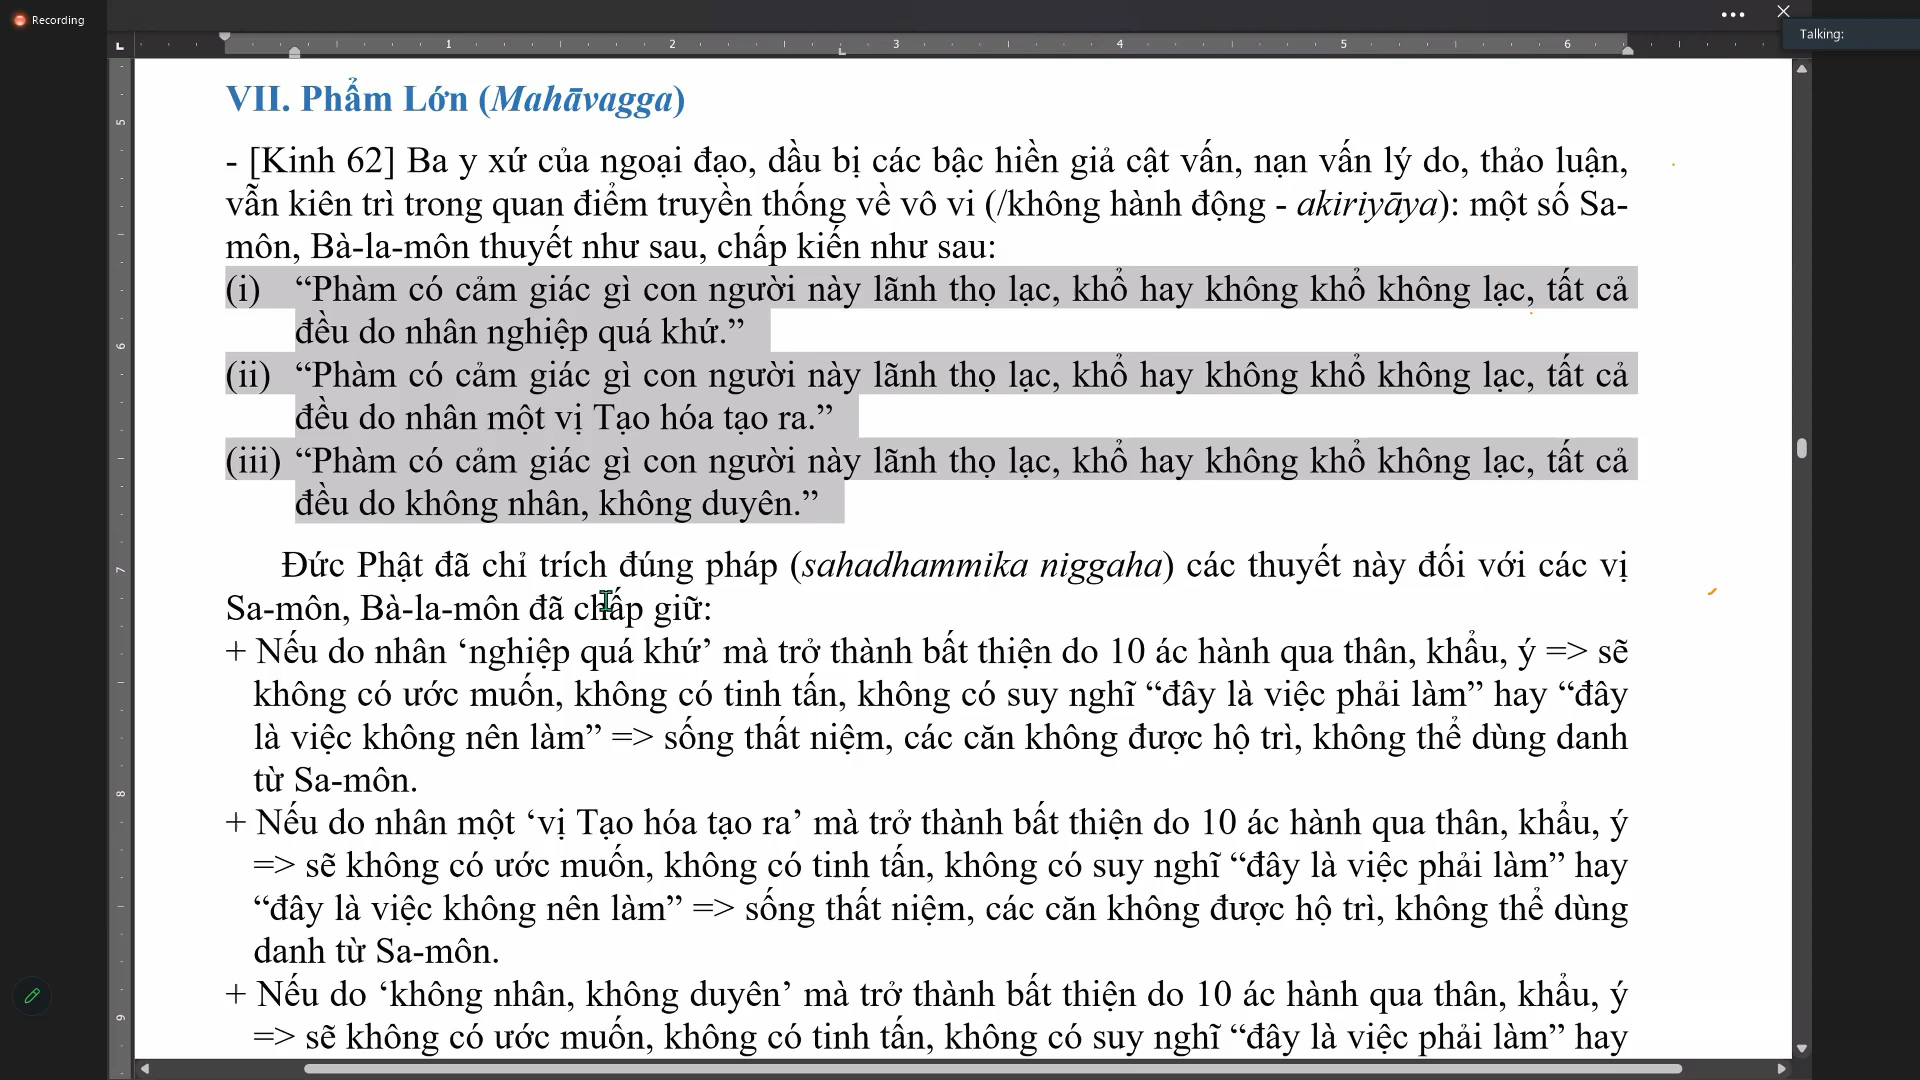 Recording
Talking:
1 2 3 4 5 6
VII. Phẩm Lớn (Mahāvagga)
- [Kinh 62] Ba y xứ của ngoại đạo, dầu bị các bậc hiền giả cật vấn, nạn vấn lý do, thảo luận,
vẫn kiên trì trong quan điểm truyền thống về vô vi (/không hành động - akiriyāya): một số Sa-
môn, Bà-la-môn thuyết như sau, chấp kiến như sau:
(i) “Phàm có cảm giác gì con người này lãnh thọ lạc, khổ hay không khổ không lạc, tất cả
đều do nhân nghiệp quá khứ.”
(ii) “Phàm có cảm giác gì con người này lãnh thọ lạc, khổ hay không khổ không lạc, tất cả
đều do nhân một vị Tạo hóa tạo ra.”
(iii) “Phàm có cảm giác gì con người này lãnh thọ lạc, khổ hay không khổ không lạc, tất cả
đều do không nhân, không duyên.”
Đức Phật đã chỉ trích đúng pháp (sahadhammika niggaha) các thuyết này đối với các vị
Sa-môn, Bà-la-môn đã chấp giữ:
+ Nếu do nhân ‘nghiệp quá khứ’ mà trở thành bất thiện do 10 ác hành qua thân, khẩu, ý => sẽ
không có ước muốn, không có tinh tấn, không có suy nghĩ “đây là việc phải làm” hay “đây
là việc không nên làm” => sống thất niệm, các căn không được hộ trì, không thể dùng danh
từ Sa-môn.
+ Nếu do nhân một ‘vị Tạo hóa tạo ra’ mà trở thành bất thiện do 10 ác hành qua thân, khẩu, ý
=> sẽ không có ước muốn, không có tinh tấn, không có suy nghĩ “đây là việc phải làm” hay
“đây là việc không nên làm” => sống thất niệm, các căn không được hộ trì, không thể dùng
danh từ Sa-môn.
+ Nếu do ‘không nhân, không duyên’ mà trở thành bất thiện do 10 ác hành qua thân, khẩu, ý
=> sẽ không có ước muốn, không có tinh tấn, không có suy nghĩ “đây là việc phải làm” hay
5
6
7
8
9